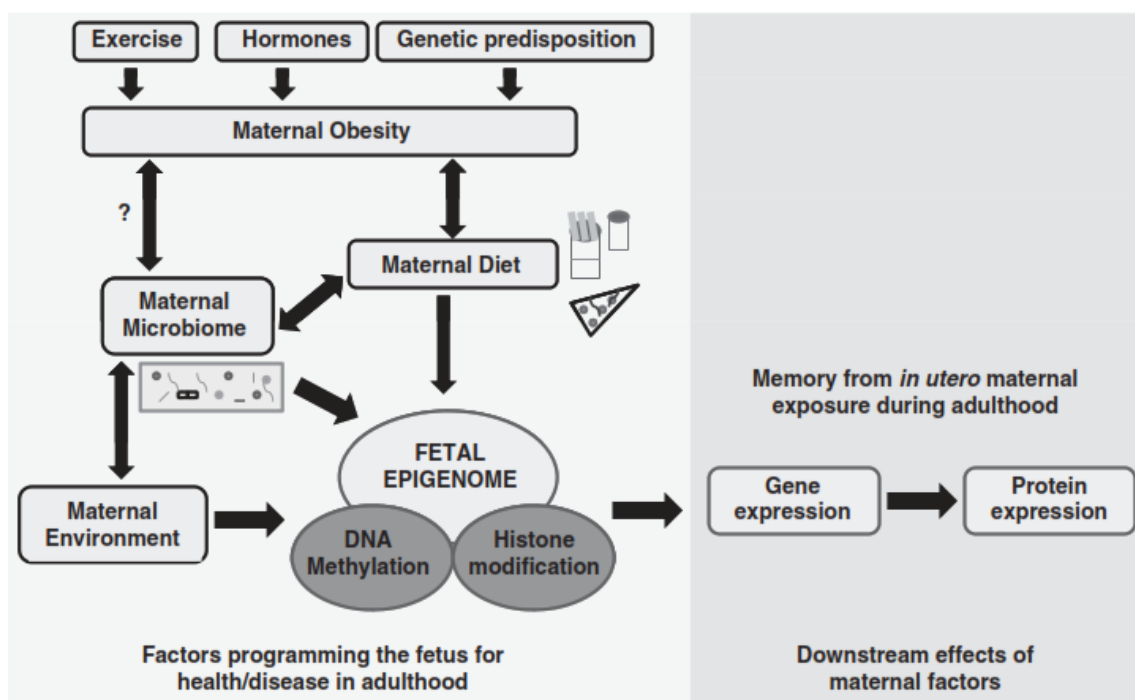 Exercise
Hormones
Genetic predisposition
Maternal Obesity
?
Maternal Diet
Maternal
Microbiome
Memory from in utero maternal
exposure during adulthood
FETAL
EPIGENOME
Gene
expression
Protein
expression
Maternal
Environment
DNA
Methylation
Histone
modification
Factors programming the fetus for
health/disease in adulthood
Downstream effects of
maternal factors